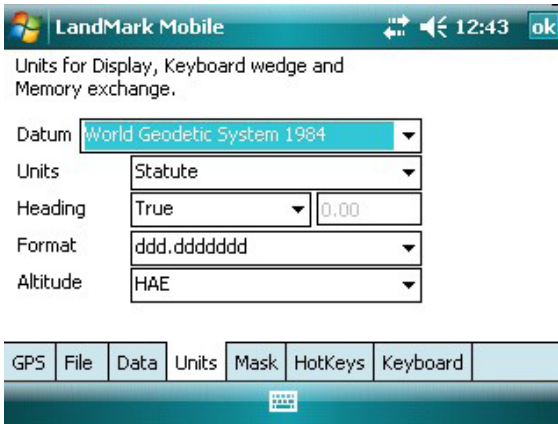 LandMark Mobile 12:43 ok
Units for Display, Keyboard wedge and
Memory exchange.
Datum World Geodetic System 1984
Units Statute
Heading True 0.00
Format ddd.ddddddd
Altitude HAE
GPS File Data Units Mask HotKeys Keyboard